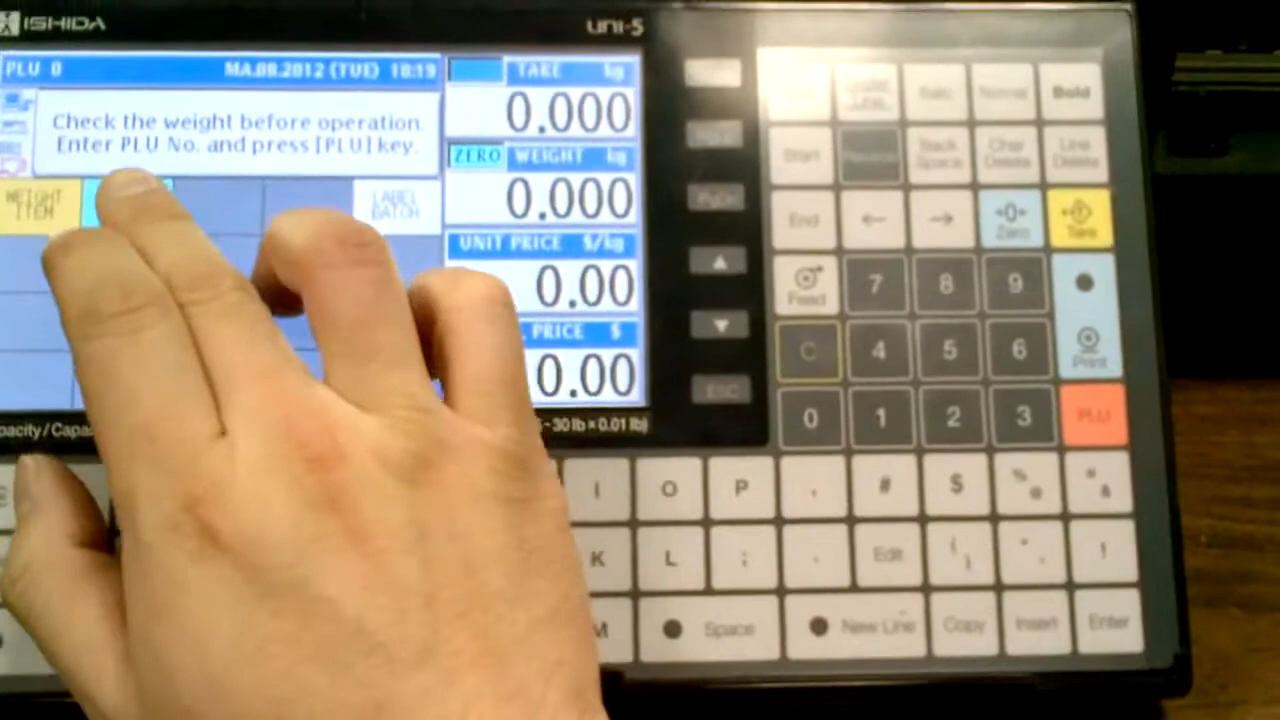 ISHIDA
uni-5
PLU 0
MA.08.2012 (TUE) 10:19
Check the weight before operation.
Enter PLU No. and press [PLU] key.
WEIGHT
ITEM
LABEL
BATCH
TARE kg
0.000
ZERO WEIGHT kg
0.000
UNIT PRICE $/kg
0.00
PRICE $
0.00
- 30 lb × 0.01 lb)
▲
▼
ESC
Bold
Start
Reverse
Back
Space
Char
Delete
Line
Delete
End
←
→
→0←
Zero
Tare
Feed
7
8
9
C
4
5
6
Print
0
1
2
3
PLU
I
O
P
,
#
$
%
@
&
K
L
;
.
Edit
(
)
!
M
Space
New Line
Copy
Insert
Enter